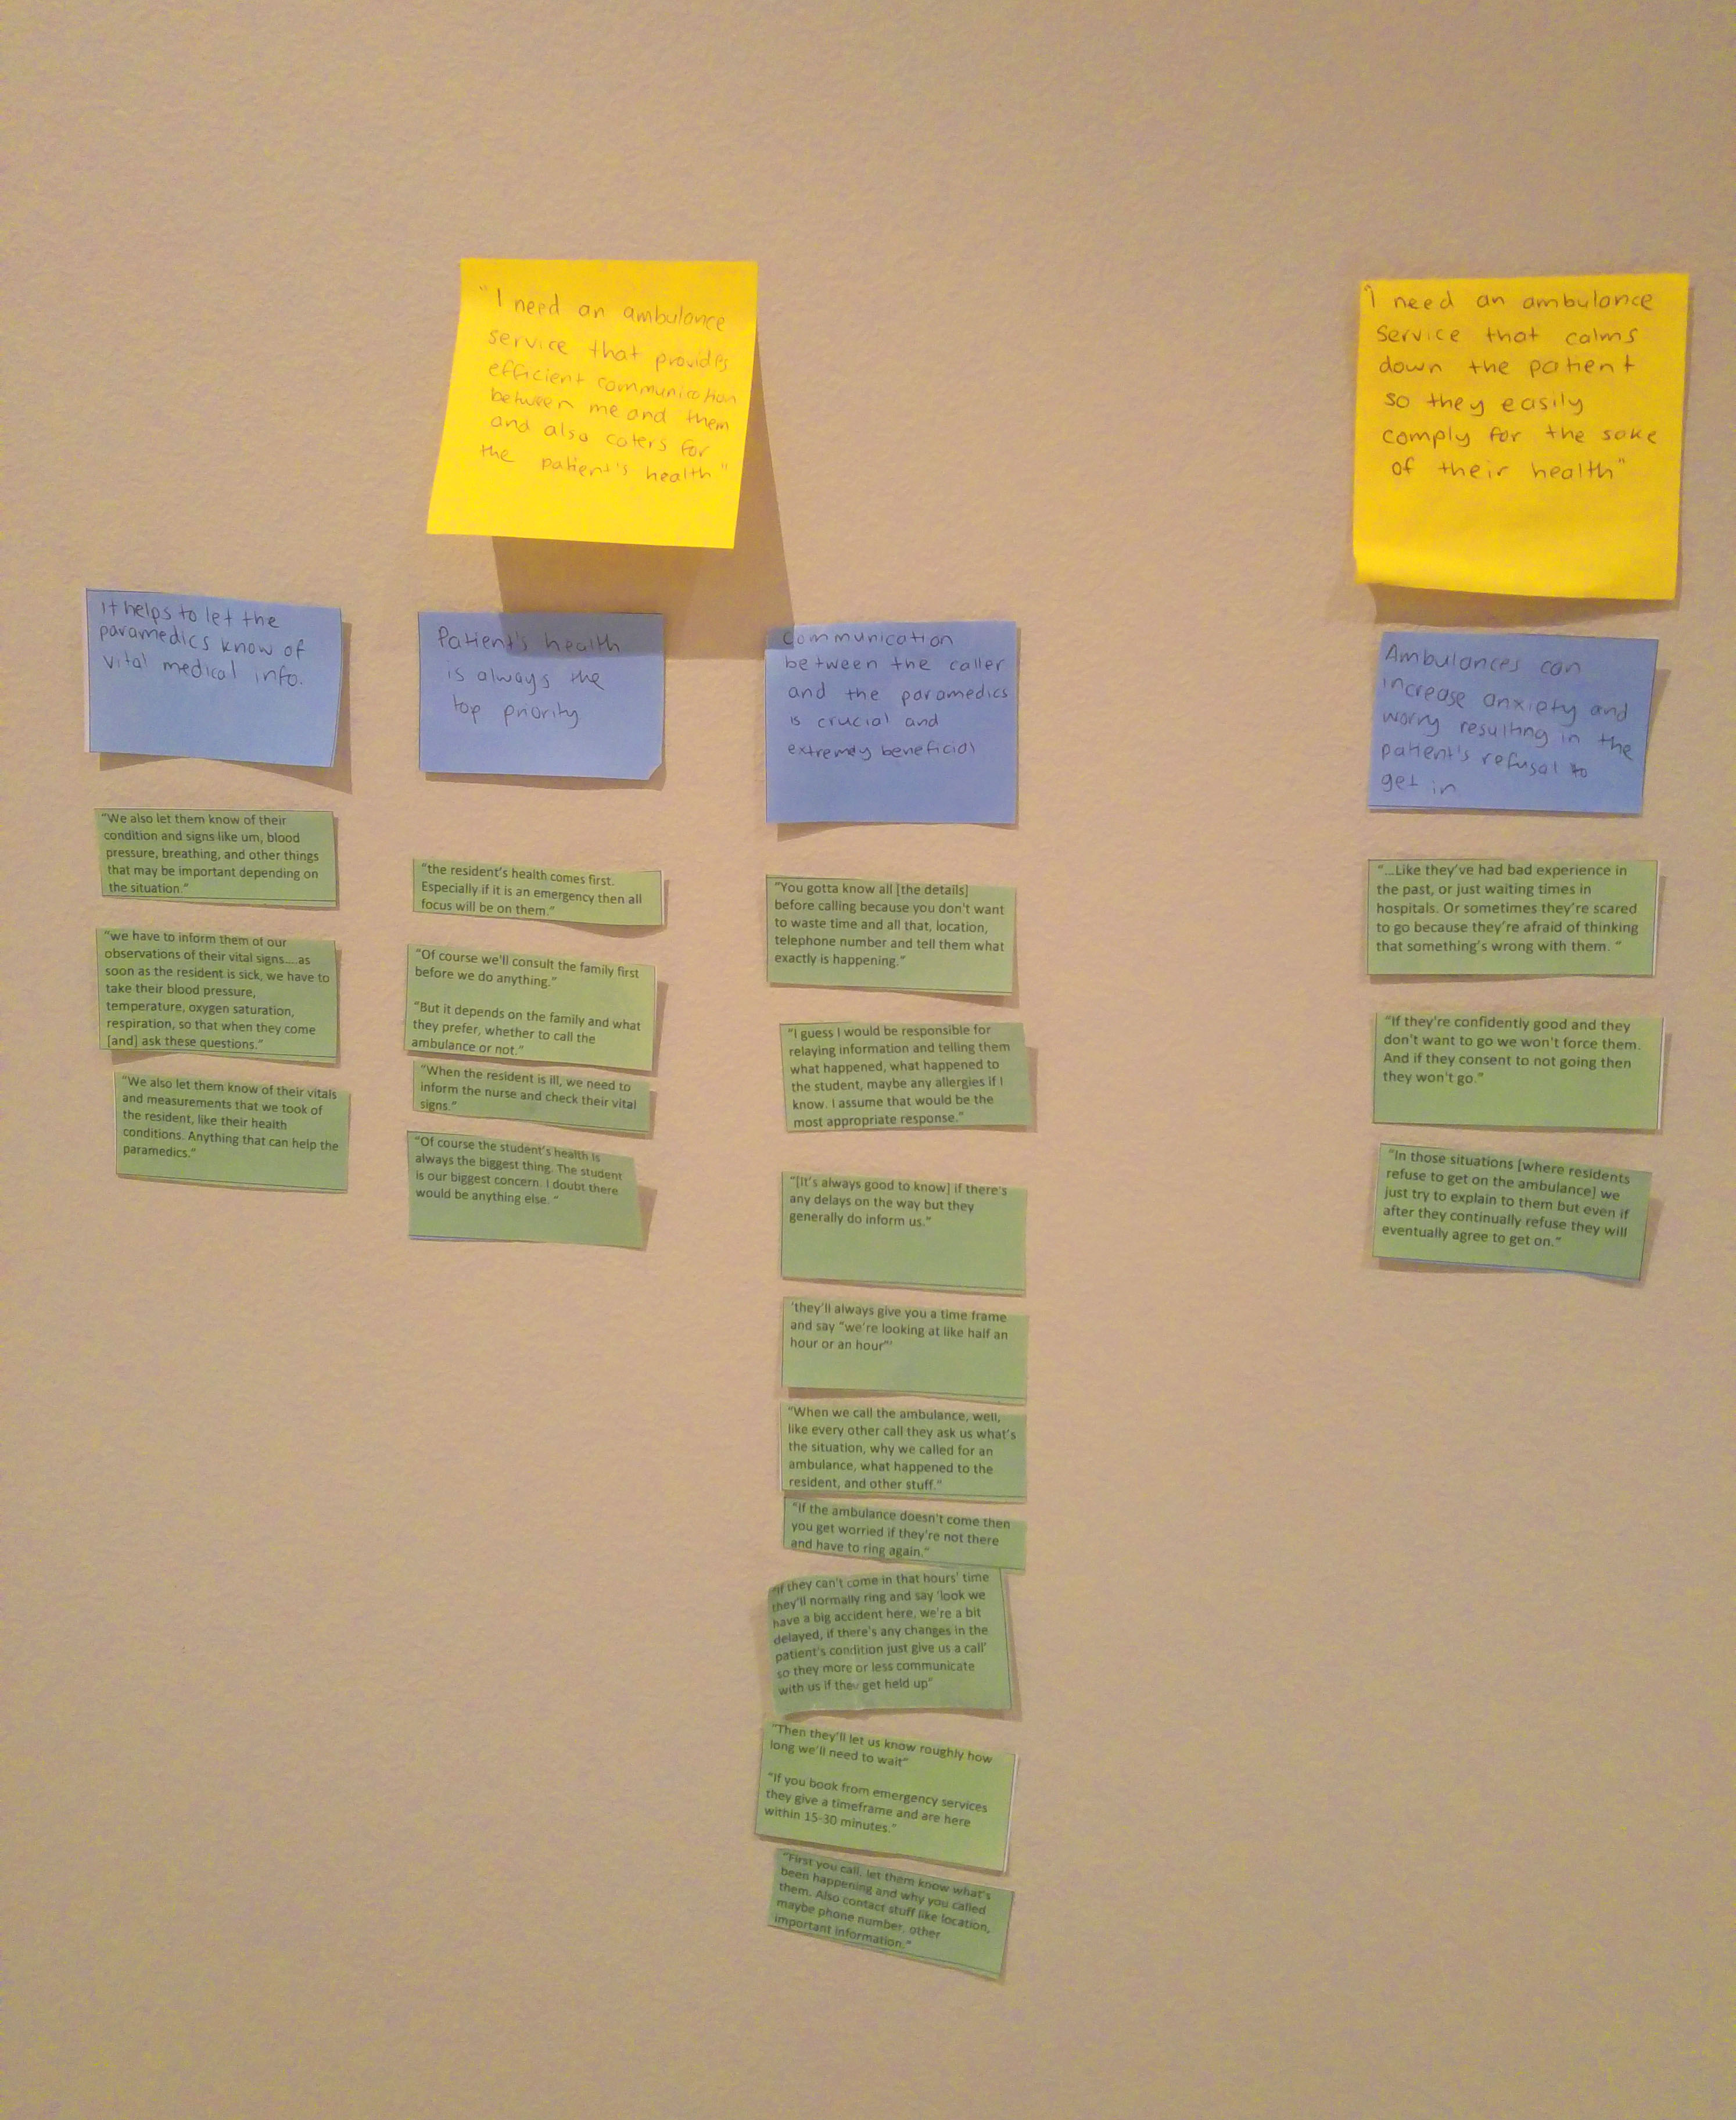 "I need an ambulance
service that provides
efficient communication
between me and them
and also caters for
the patient's health"
"I need an ambulance
service that calms
down the patient
so they easily
comply for the sake
of their health"
It helps to let the
paramedics know of
vital medical info.
"We also let them know of their
condition and signs like um, blood
pressure, breathing, and other things
that may be important depending on
the situation."
"we have to inform them of our
observations of their vital signs....as
soon as the resident is sick, we have to
take their blood pressure,
temperature, oxygen saturation,
respiration, so that when they come
[and] ask these questions."
"We also let them know of their vitals
and measurements that we took of
the resident, like their health
conditions. Anything that can help the
paramedics."
Patient's health
is always the
top priority
"the resident's health comes first.
Especially if it is an emergency then all
focus will be on them."
"Of course we'll consult the family first
before we do anything."
"But it depends on the family and what
they prefer, whether to call the
ambulance or not."
"When the resident is ill, we need to
inform the nurse and check their vital
signs."
"Of course the student's health is
always the biggest thing. The student
is our biggest concern. I doubt there
would be anything else. "
Communication
between the caller
and the paramedics
is crucial and
extremely beneficial
"You gotta know all [the details]
before calling because you don't want
to waste time and all that, location,
telephone number and tell them what
exactly is happening."
"I guess I would be responsible for
relaying information and telling them
what happened, what happened to
the student, maybe any allergies if I
know. I assume that would be the
most appropriate response."
"[It's always good to know] if there's
any delays on the way but they
generally do inform us."
'they'll always give you a time frame
and say "we're looking at like half an
hour or an hour"'
"When we call the ambulance, well,
like every other call they ask us what's
the situation, why we called for an
ambulance, what happened to the
resident, and other stuff."
"If the ambulance doesn't come then
you get worried if they're not there
and have to ring again."
"If they can't come in that hours' time
they'll normally ring and say 'look we
have a big accident here, we're a bit
delayed, if there's any changes in the
patient's condition just give us a call'
so they more or less communicate
with us if they get held up"
"Then they'll let us know roughly how
long we'll need to wait"
"If you book from emergency services
they give a timeframe and are here
within 15-30 minutes."
"First you call, let them know what's
been happening and why you called
them. Also contact stuff like location,
maybe phone number, other
important information."
Ambulances can
increase anxiety and
worry resulting in the
patient's refusal to
get in
"...Like they've had bad experience in
the past, or just waiting times in
hospitals. Or sometimes they're scared
to go because they're afraid of thinking
that something's wrong with them. "
"If they're confidently good and they
don't want to go we won't force them.
And if they consent to not going then
they won't go."
"In those situations [where residents
refuse to get on the ambulance] we
just try to explain to them but even if
after they continually refuse they will
eventually agree to get on."